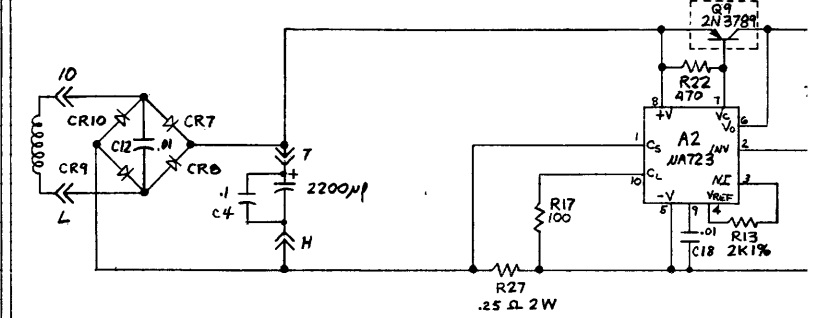 Q9
2N3789
10
CR10
CR7
C12
.01
CR9
CR8
L
T
+
.1
C4
2200µf
H
R22
470
8
7
+V
VC
VO
6
1
CS
A2
µA723
INV
2
10
CL
NI
3
-V
VREF
5
9
4
R17
100
.01
C18
R13
2K1%
R27
.25 Ω 2W